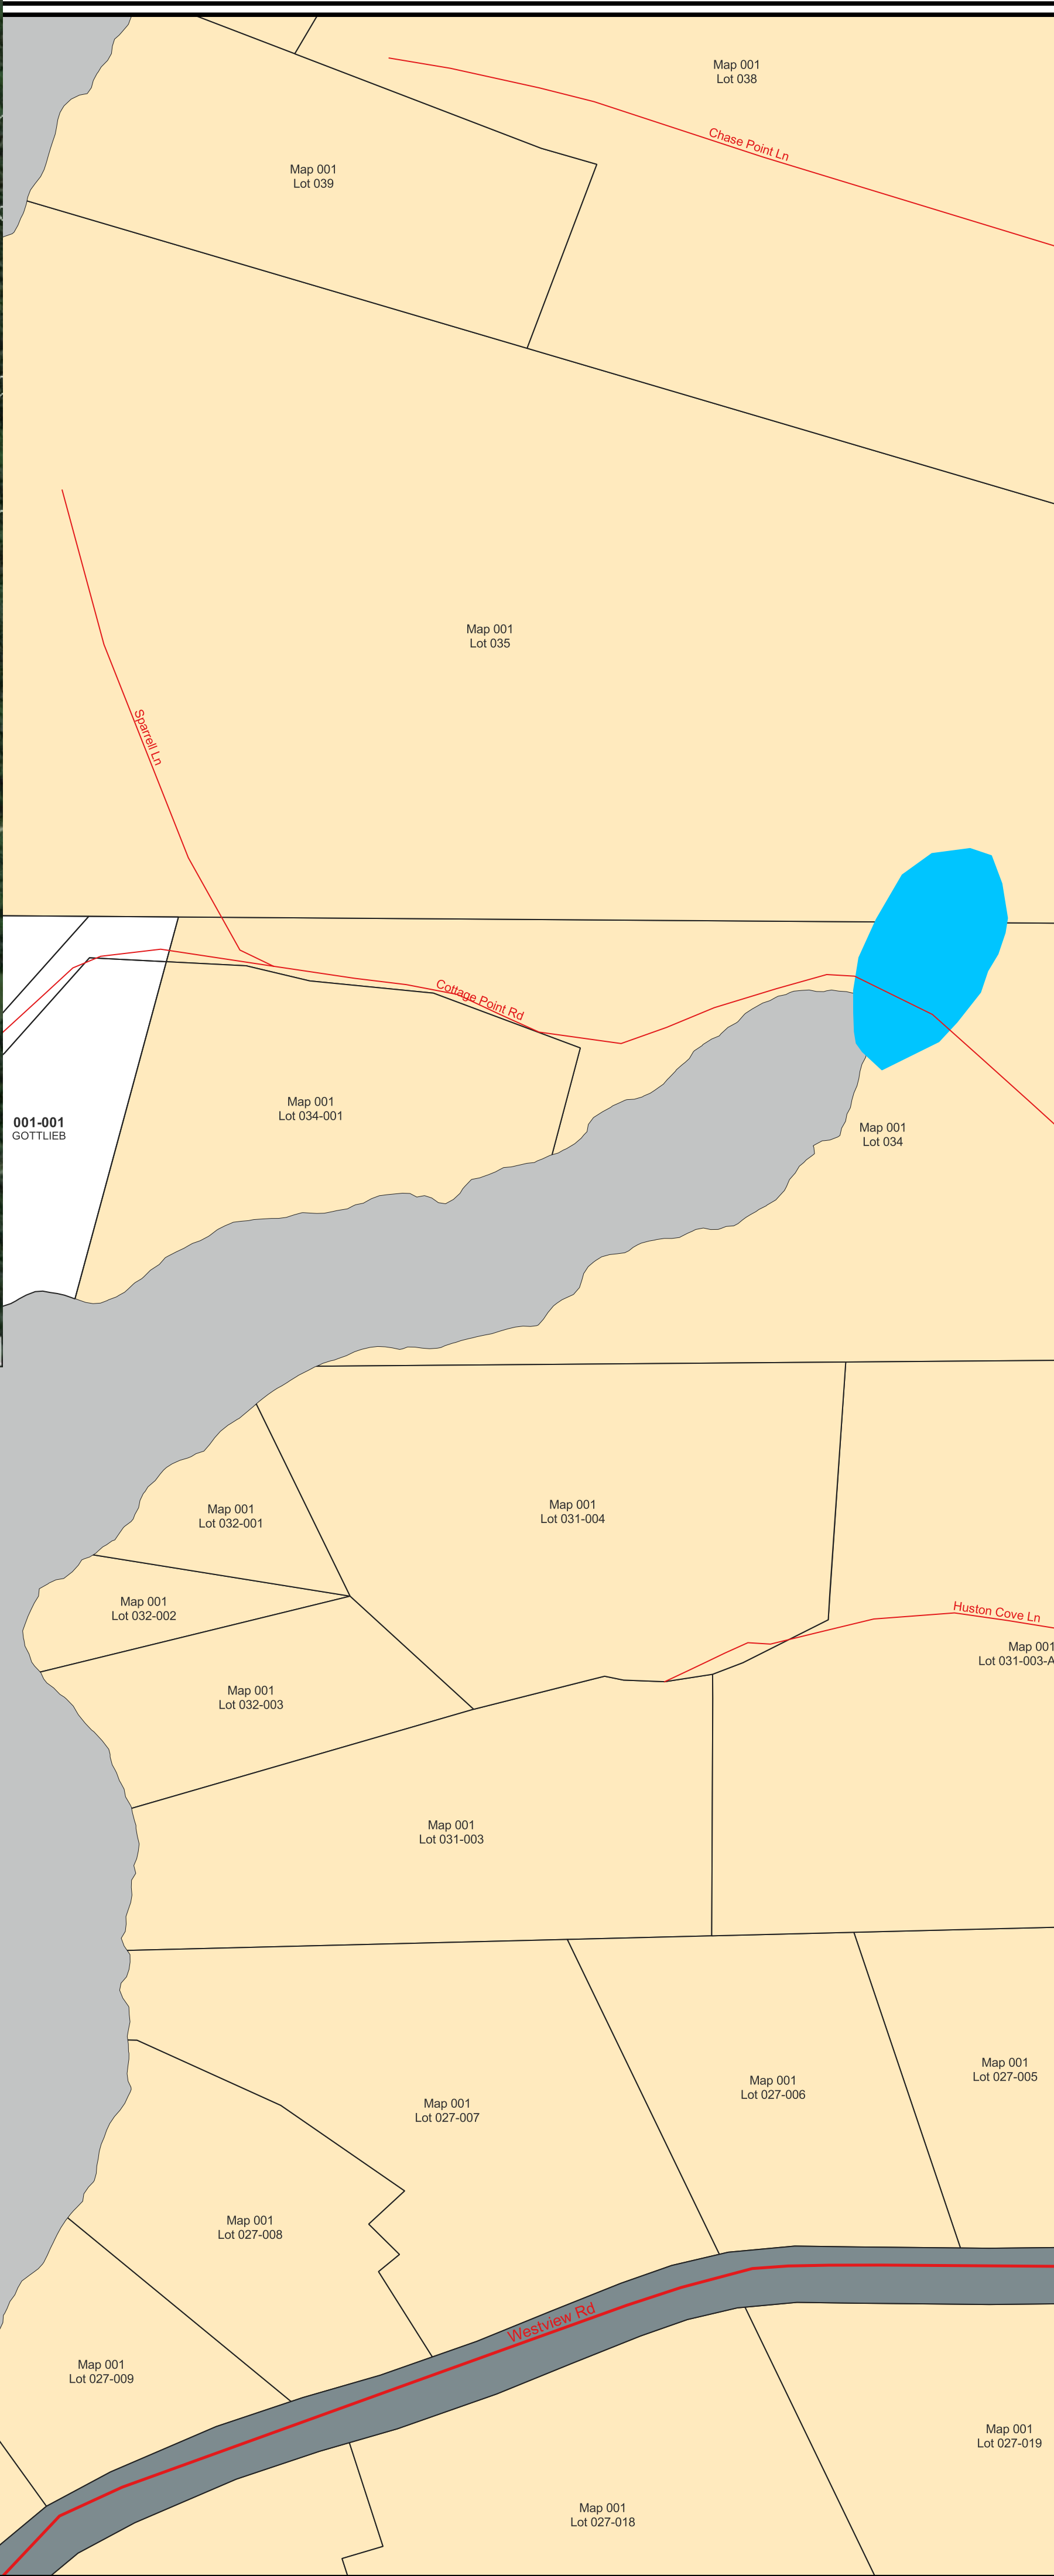 Map 001
Lot 038
Chase Point Ln
Map 001
Lot 039
Map 001
Lot 035
Sparrell Ln
Cottage Point Rd
Map 001
Lot 034-001
001-001
GOTTLIEB
Map 001
Lot 034
Map 001
Lot 031-004
Map 001
Lot 032-001
Map 001
Lot 032-002
Huston Cove Ln
Map 001
Lot 031-003-A
Map 001
Lot 032-003
Map 001
Lot 031-003
Map 001
Lot 027-005
Map 001
Lot 027-006
Map 001
Lot 027-007
Map 001
Lot 027-008
Westview Rd
Map 001
Lot 027-009
Map 001
Lot 027-019
Map 001
Lot 027-018